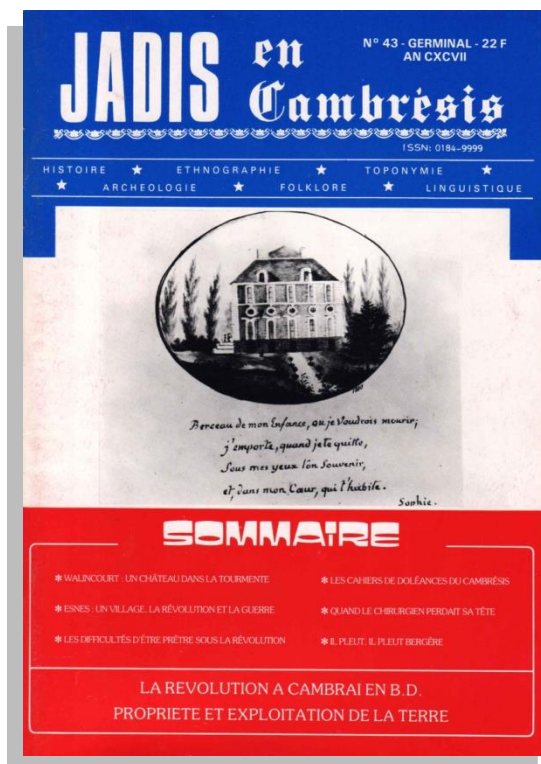 JADIS en
Cambrésis
N° 43 - GERMINAL - 22 F
AN CXCVII
ISSN: 0184-9999
HISTOIRE ★ ETHNOGRAPHIE ★ TOPONYMIE ★
★ ARCHEOLOGIE ★ FOLKLORE ★ LINGUISTIQUE
Berceau de mon Enfance, ou je Voudrois mourir;
j'emporte, quand je te quitte,
Sous mes yeux ton Souvenir,
et, dans mon Cœur, qui t'habite.
Sophie.
SOMMAIRE
✻ WALINCOURT : UN CHÂTEAU DANS LA TOURMENTE
✻ ESNES : UN VILLAGE, LA RÉVOLUTION ET LA GUERRE
✻ LES DIFFICULTÉS D'ÊTRE PRÊTRE SOUS LA RÉVOLUTION
✻ LES CAHIERS DE DOLÉANCES DU CAMBRÉSIS
✻ QUAND LE CHIRURGIEN PERDAIT SA TÊTE
✻ IL PLEUT, IL PLEUT BERGÈRE
LA REVOLUTION A CAMBRAI EN B.D.
PROPRIETE ET EXPLOITATION DE LA TERRE